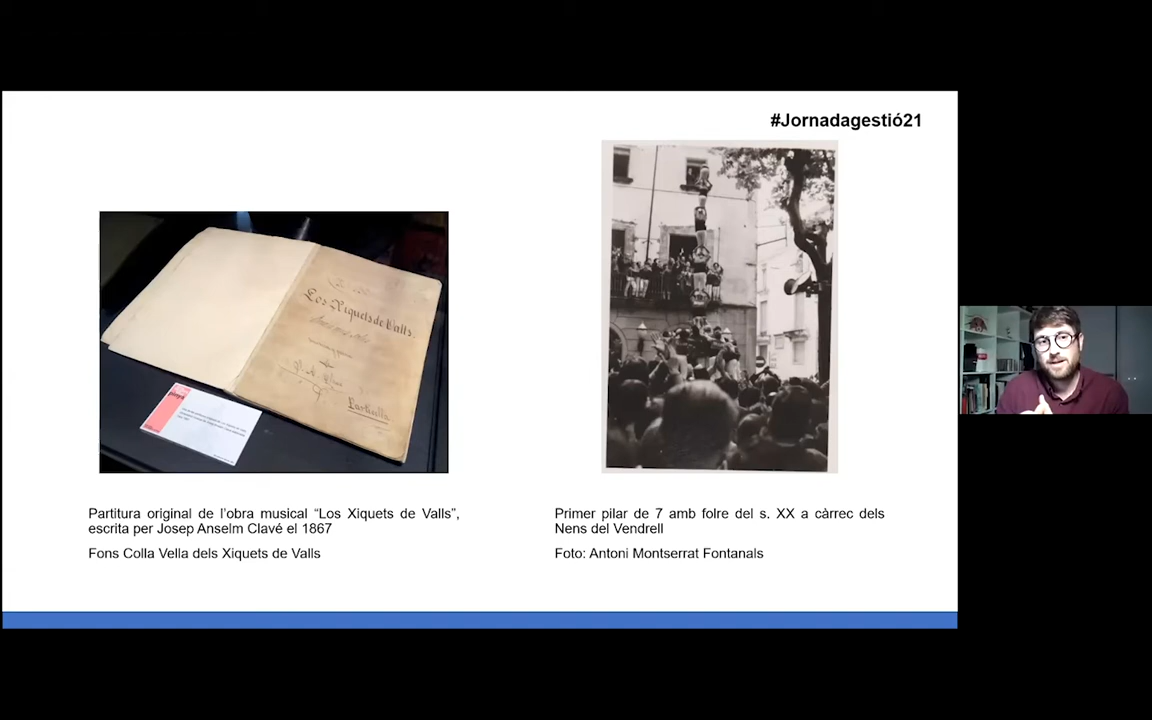 #Jornadagestió21
Los Xiquets de Valls.
Partitura original de l'obra musical “Los Xiquets de Valls”,
escrita per Josep Anselm Clavé el 1867
Fons Colla Vella dels Xiquets de Valls
Primer pilar de 7 amb folre del s. XX a càrrec dels
Nens del Vendrell
Foto: Antoni Montserrat Fontanals